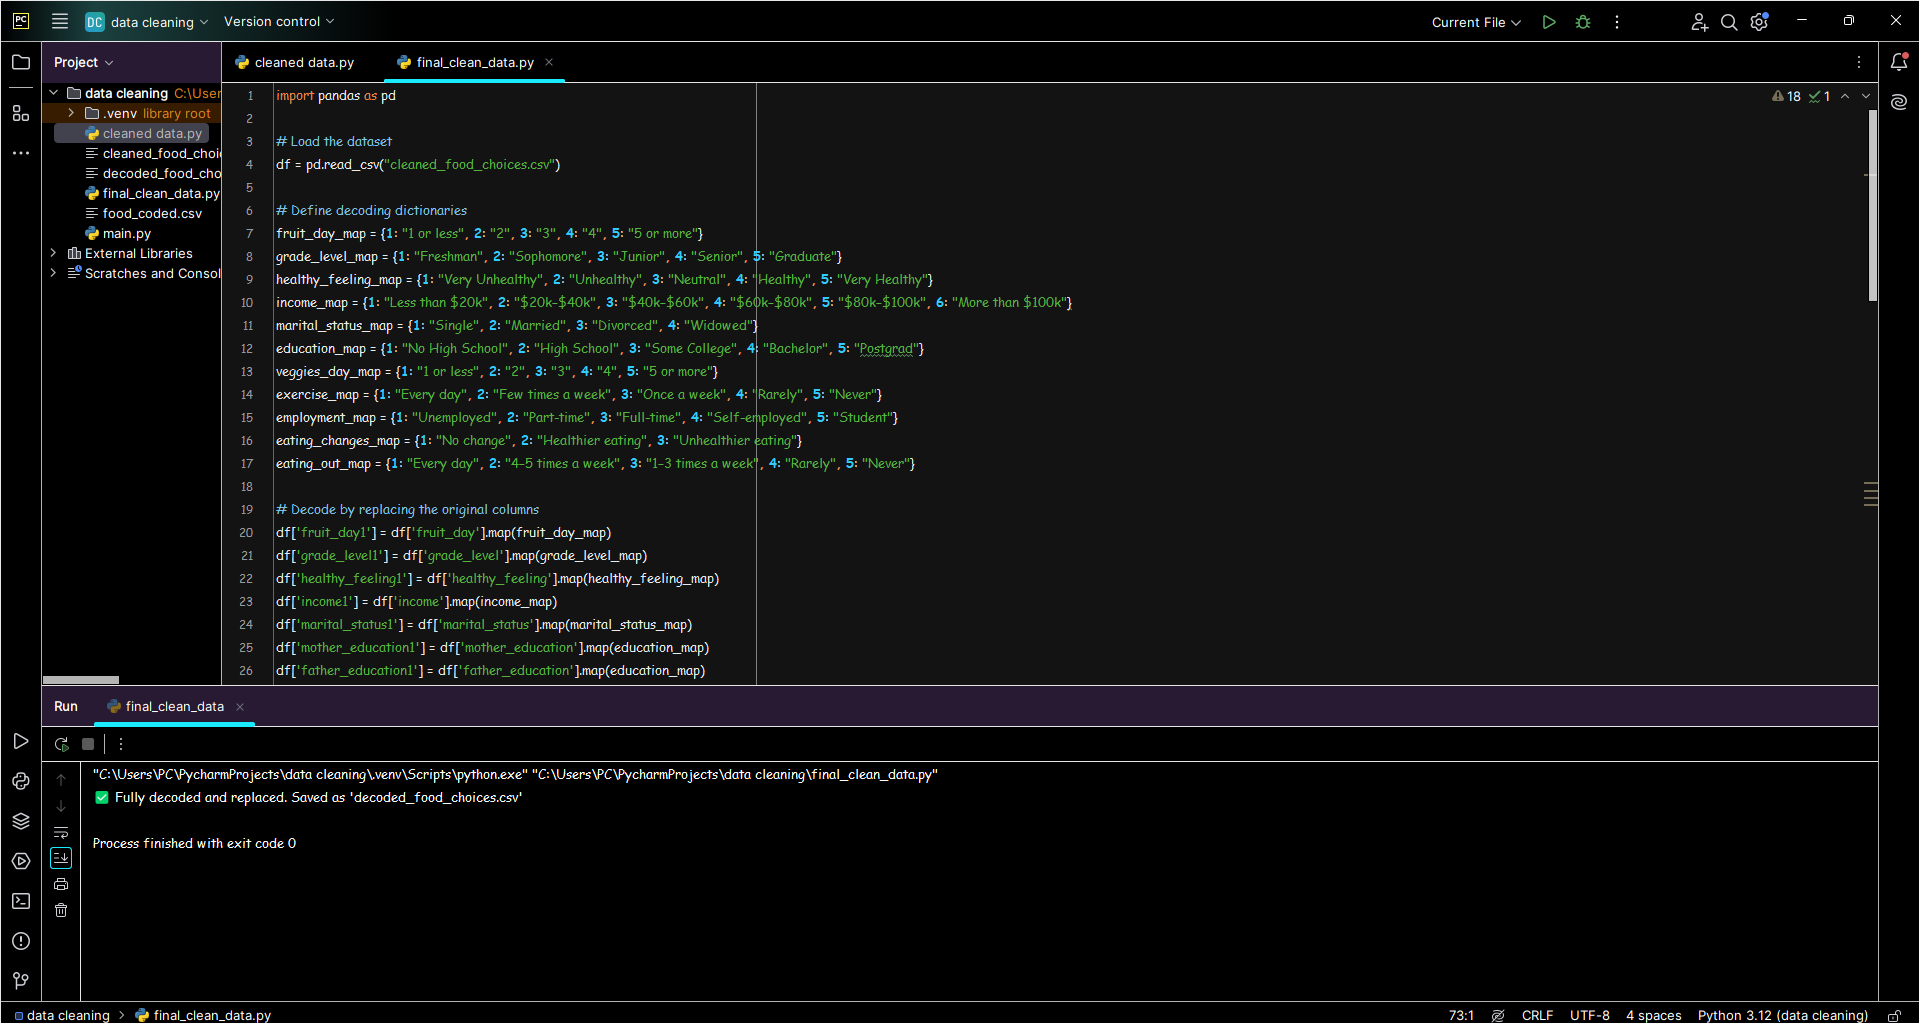 PC
DC data cleaning Version control Current File
Project
cleaned data.py final_clean_data.py
data cleaning C:\User
.venv library root
cleaned data.py
cleaned_food_choi
decoded_food_cho
final_clean_data.py
food_coded.csv
main.py
External Libraries
Scratches and Consol
18 1
1 import pandas as pd
2
3 # Load the dataset
4 df = pd.read_csv("cleaned_food_choices.csv")
5
6 # Define decoding dictionaries
7 fruit_day_map = {1: "1 or less", 2: "2", 3: "3", 4: "4", 5: "5 or more"}
8 grade_level_map = {1: "Freshman", 2: "Sophomore", 3: "Junior", 4: "Senior", 5: "Graduate"}
9 healthy_feeling_map = {1: "Very Unhealthy", 2: "Unhealthy", 3: "Neutral", 4: "Healthy", 5: "Very Healthy"}
10 income_map = {1: "Less than $20k", 2: "$20k-$40k", 3: "$40k-$60k", 4: "$60k-$80k", 5: "$80k-$100k", 6: "More than $100k"}
11 marital_status_map = {1: "Single", 2: "Married", 3: "Divorced", 4: "Widowed"}
12 education_map = {1: "No High School", 2: "High School", 3: "Some College", 4: "Bachelor", 5: "Postgrad"}
13 veggies_day_map = {1: "1 or less", 2: "2", 3: "3", 4: "4", 5: "5 or more"}
14 exercise_map = {1: "Every day", 2: "Few times a week", 3: "Once a week", 4: "Rarely", 5: "Never"}
15 employment_map = {1: "Unemployed", 2: "Part-time", 3: "Full-time", 4: "Self-employed", 5: "Student"}
16 eating_changes_map = {1: "No change", 2: "Healthier eating", 3: "Unhealthier eating"}
17 eating_out_map = {1: "Every day", 2: "4-5 times a week", 3: "1-3 times a week", 4: "Rarely", 5: "Never"}
18
19 # Decode by replacing the original columns
20 df['fruit_day1'] = df['fruit_day'].map(fruit_day_map)
21 df['grade_level1'] = df['grade_level'].map(grade_level_map)
22 df['healthy_feeling1'] = df['healthy_feeling'].map(healthy_feeling_map)
23 df['income1'] = df['income'].map(income_map)
24 df['marital_status1'] = df['marital_status'].map(marital_status_map)
25 df['mother_education1'] = df['mother_education'].map(education_map)
26 df['father_education1'] = df['father_education'].map(education_map)
Run final_clean_data
"C:\Users\PC\PycharmProjects\data cleaning\.venv\Scripts\python.exe" "C:\Users\PC\PycharmProjects\data cleaning\final_clean_data.py"
✅ Fully decoded and replaced. Saved as 'decoded_food_choices.csv'
Process finished with exit code 0
data cleaning > final_clean_data.py 73:1 CRLF UTF-8 4 spaces Python 3.12 (data cleaning)